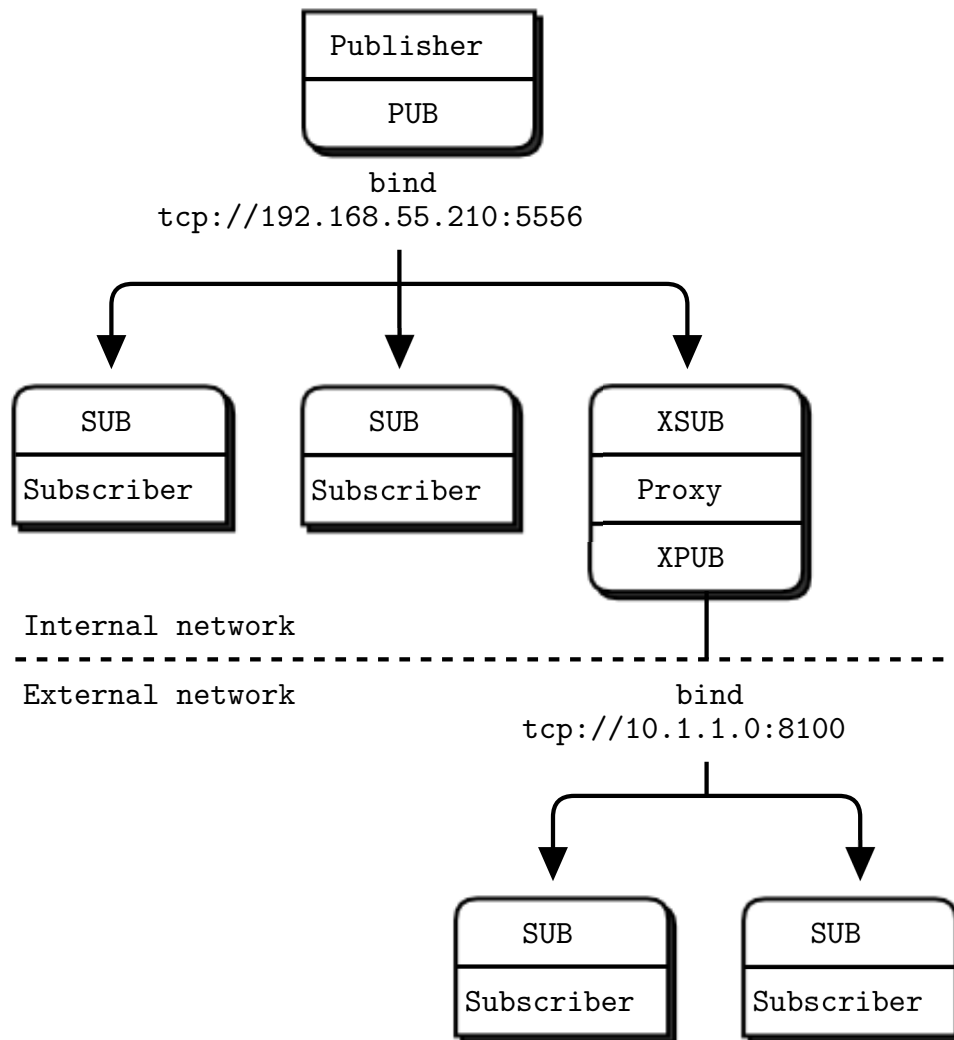 Publisher
PUB
bind
tcp://192.168.55.210:5556
SUB
Subscriber
SUB
Subscriber
XSUB
Proxy
XPUB
Internal network
External network
bind
tcp://10.1.1.0:8100
SUB
Subscriber
SUB
Subscriber